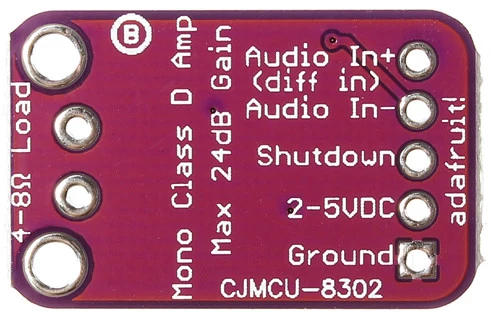 B
4-8Ω Load
Mono Class D Amp
Max 24dB Gain
Audio In+
(diff in)
Audio In-
Shutdown
2-5VDC
Ground
CJMCU-8302
adafruit!